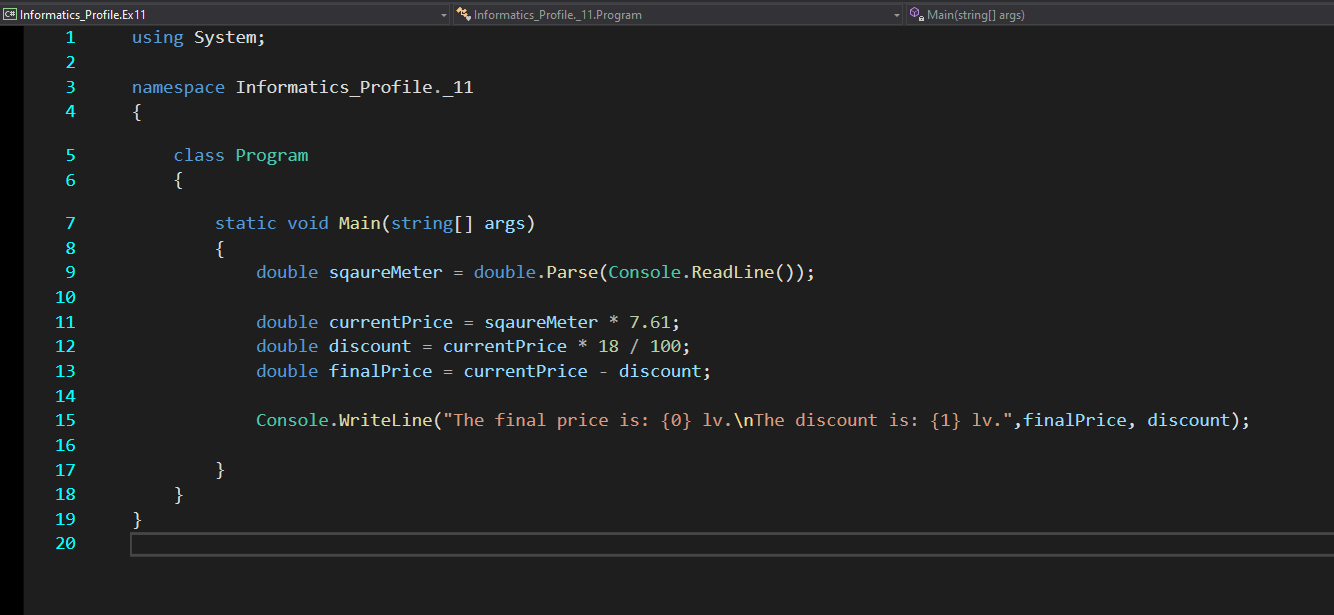 C# Informatics_Profile.Ex11 Informatics_Profile._11.Program Main(string[] args)
1 using System;
2
3 namespace Informatics_Profile._11
4 {
5 class Program
6 {
7 static void Main(string[] args)
8 {
9 double sqaureMeter = double.Parse(Console.ReadLine());
10
11 double currentPrice = sqaureMeter * 7.61;
12 double discount = currentPrice * 18 / 100;
13 double finalPrice = currentPrice - discount;
14
15 Console.WriteLine("The final price is: {0} lv.\nThe discount is: {1} lv.",finalPrice, discount);
16
17 }
18 }
19 }
20